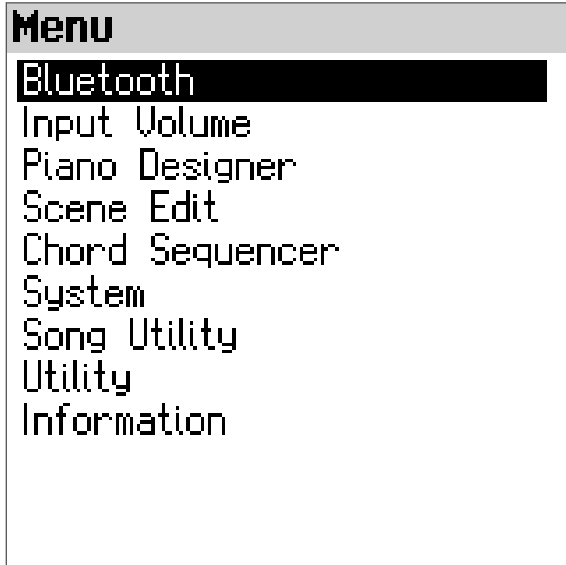 Menu
Bluetooth
Input Volume
Piano Designer
Scene Edit
Chord Sequencer
System
Song Utility
Utility
Information